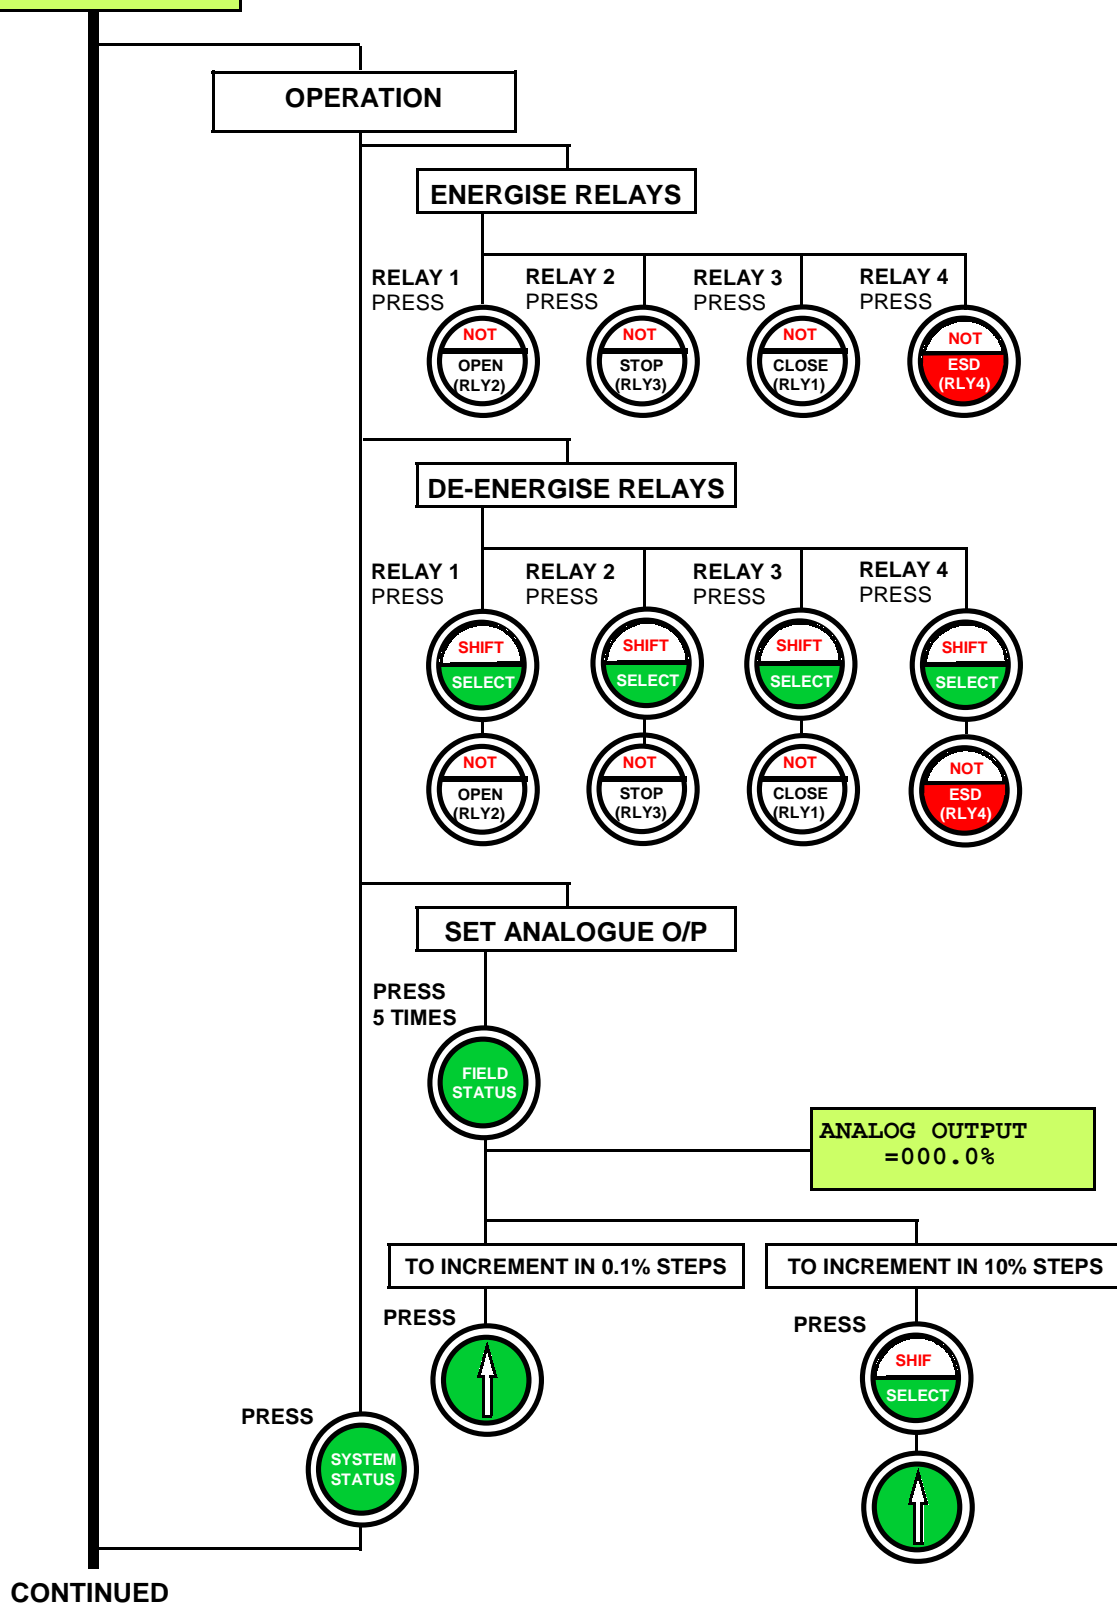 OPERATION
ENERGISE RELAYS
RELAY 1
PRESS
RELAY 2
PRESS
RELAY 3
PRESS
RELAY 4
PRESS
NOT
OPEN
(RLY2)
NOT
STOP
(RLY3)
NOT
CLOSE
(RLY1)
NOT
ESD
(RLY4)
DE-ENERGISE RELAYS
RELAY 1
PRESS
RELAY 2
PRESS
RELAY 3
PRESS
RELAY 4
PRESS
SHIFT
SELECT
SHIFT
SELECT
SHIFT
SELECT
SHIFT
SELECT
NOT
OPEN
(RLY2)
NOT
STOP
(RLY3)
NOT
CLOSE
(RLY1)
NOT
ESD
(RLY4)
SET ANALOGUE O/P
PRESS
5 TIMES
FIELD
STATUS
ANALOG OUTPUT
=000.0%
TO INCREMENT IN 0.1% STEPS
TO INCREMENT IN 10% STEPS
PRESS
PRESS
SHIF
SELECT
PRESS
SYSTEM
STATUS
CONTINUED